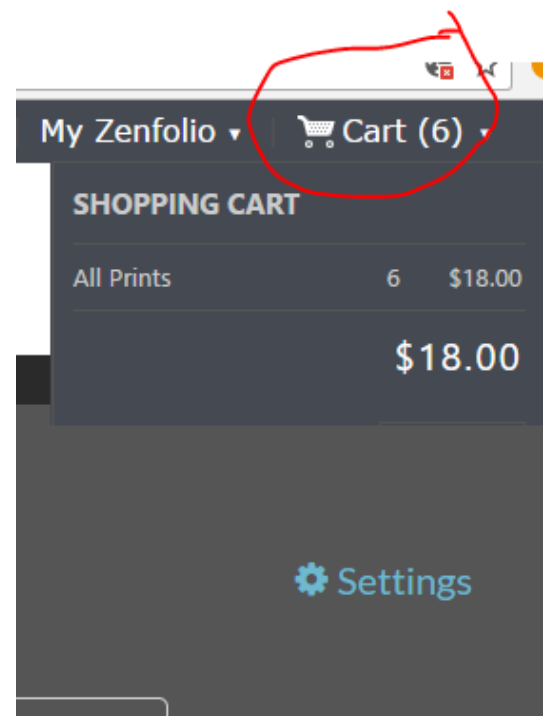 My Zenfolio ▾ Cart (6) ▾
SHOPPING CART
All Prints 6 $18.00
$18.00
Settings